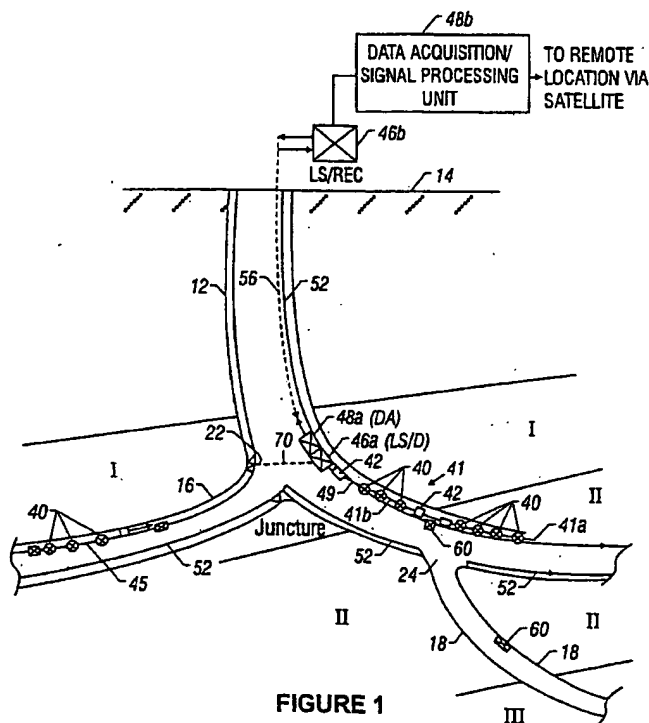 48b
DATA ACQUISITION/
SIGNAL PROCESSING
UNIT
TO REMOTE
LOCATION VIA
SATELLITE
46b
LS/REC
14
12
56
52
48a (DA)
46a (LS/D)
22
70
42
I
I
40
41
49
16
42
40
II
40
41b
41a
60
Juncture
52
45
52
24
52
II
II
60
18
18
III
FIGURE 1